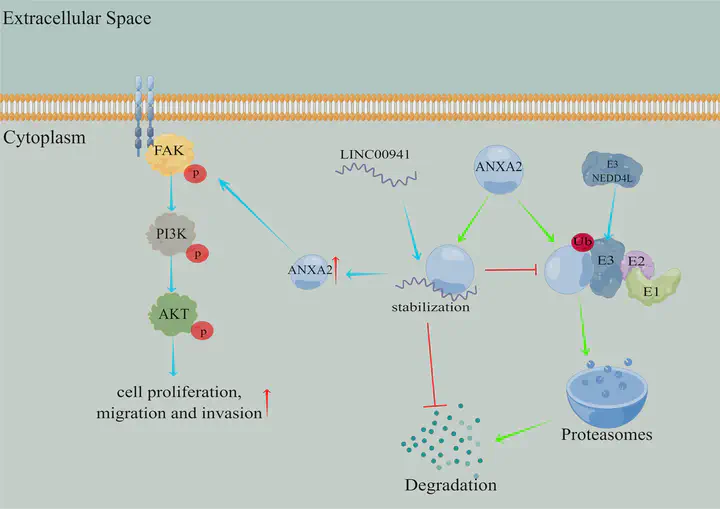 Extracellular Space
Cytoplasm
FAK
p
PI3K
p
AKT
p
cell proliferation,
migration and invasion
ANXA2
LINC00941
stabilization
ANXA2
E3
NEDD4L
Ub
E3
E2
E1
Proteasomes
Degradation